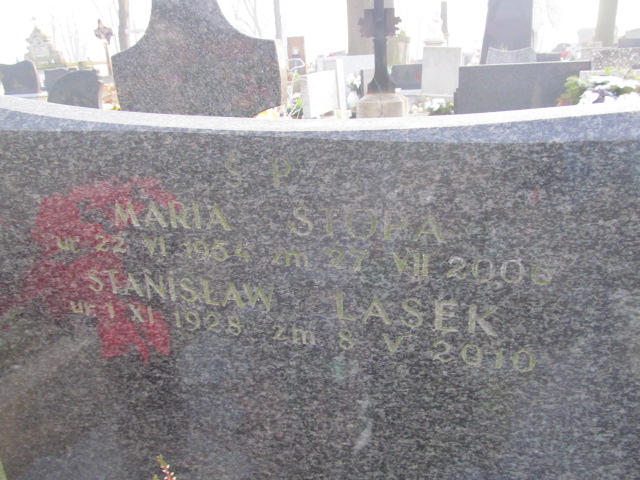 Ś P
MARIA STOPA
ur 22 VI 1954 zm 27 VII 2006
STANISŁAW LASEK
ur 1 XI 1928 zm 8 V 2010